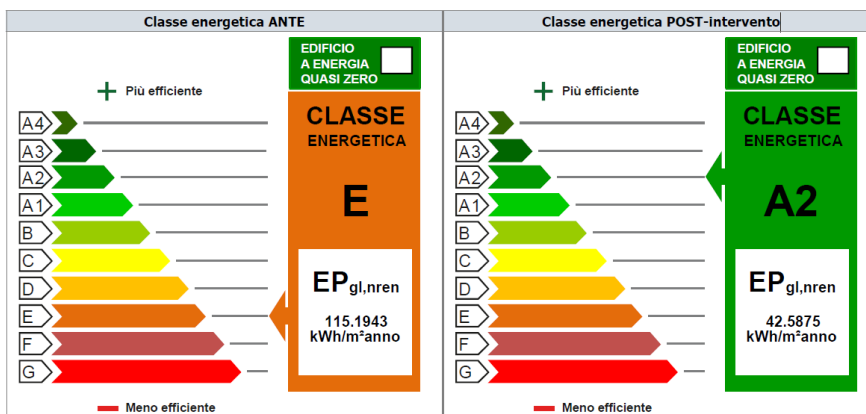 Classe energetica ANTE
EDIFICIO
A ENERGIA
QUASI ZERO
Più efficiente
CLASSE
ENERGETICA
A4
A3
A2
A1
B
C
D
E
F
G
E
EPgl,nren
115.1943
kWh/m²anno
Meno efficiente
Classe energetica POST-intervento
EDIFICIO
A ENERGIA
QUASI ZERO
Più efficiente
CLASSE
ENERGETICA
A4
A3
A2
A1
B
C
D
E
F
G
A2
EPgl,nren
42.5875
kWh/m²anno
Meno efficiente